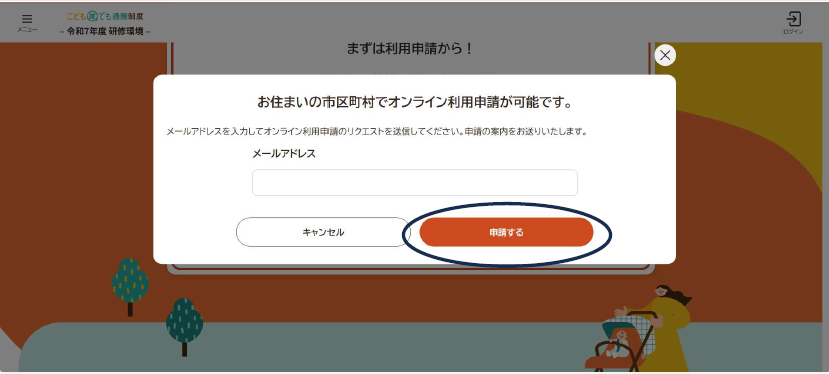 メニュー
こども誰でも通園制度
- 令和7年度 研修環境 -
ログイン
まずは利用申請から！
お住まいの市区町村でオンライン利用申請が可能です。
メールアドレスを入力してオンライン利用申請のリクエストを送信してください。申請の案内をお送りいたします。
メールアドレス
キャンセル
申請する